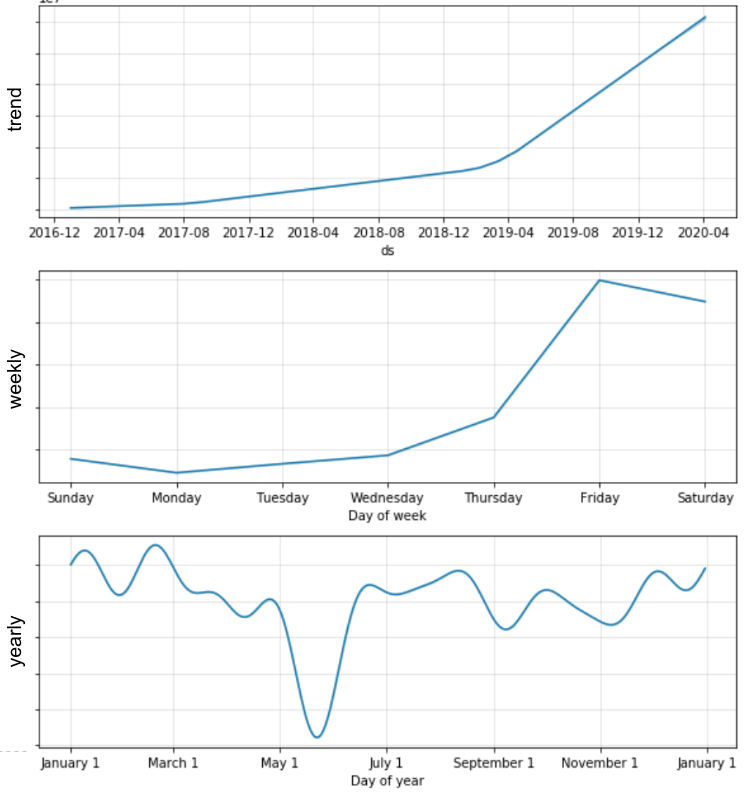 1e7
trend
2016-12 2017-04 2017-08 2017-12 2018-04 2018-08 2018-12 2019-04 2019-08 2019-12 2020-04
ds
weekly
Sunday Monday Tuesday Wednesday Thursday Friday Saturday
Day of week
yearly
January 1 March 1 May 1 July 1 September 1 November 1 January 1
Day of year